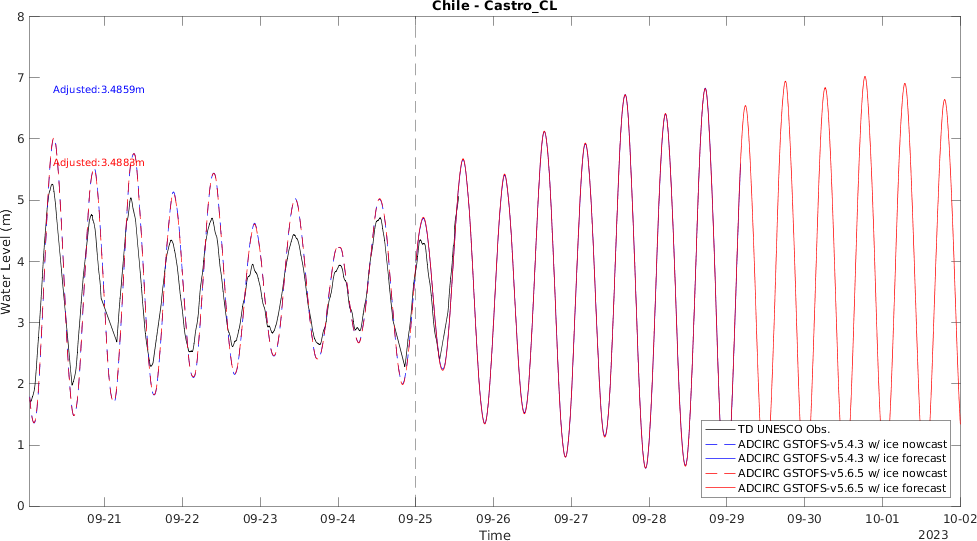 Chile - Castro_CL
8
7
6
5
4
3
2
1
0
Water Level (m)
Adjusted:3.4859m
Adjusted:3.4883m
TD UNESCO Obs.
ADCIRC GSTOFS-v5.4.3 w/ ice nowcast
ADCIRC GSTOFS-v5.4.3 w/ ice forecast
ADCIRC GSTOFS-v5.6.5 w/ ice nowcast
ADCIRC GSTOFS-v5.6.5 w/ ice forecast
09-21 09-22 09-23 09-24 09-25 09-26 09-27 09-28 09-29 09-30 10-01 10-02
Time
2023